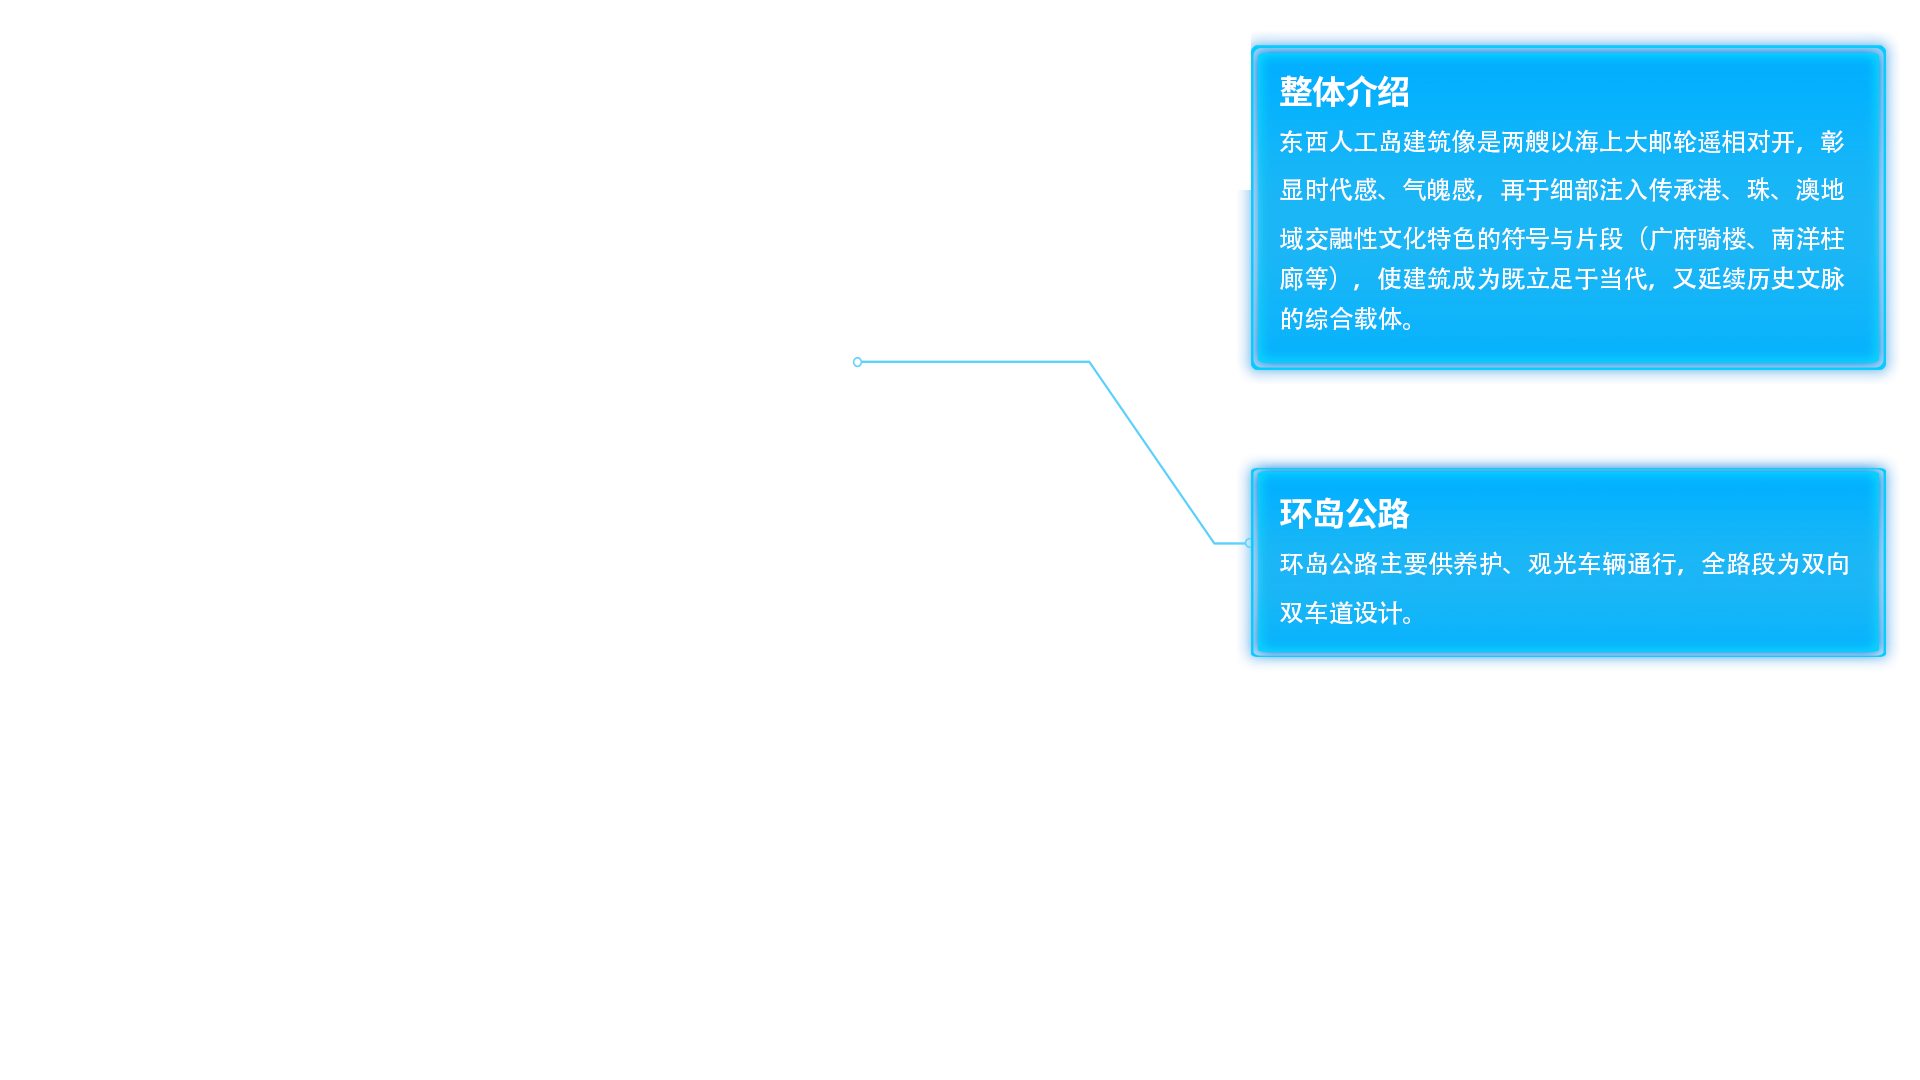 整体介绍
东西人工岛建筑像是两艘以海上大邮轮遥相对开，彰
显时代感、气魄感，再于细部注入传承港、珠、澳地
域交融性文化特色的符号与片段（广府骑楼、南洋柱
廊等），使建筑成为既立足于当代，又延续历史文脉
的综合载体。
环岛公路
环岛公路主要供养护、观光车辆通行，全路段为双向
双车道设计。